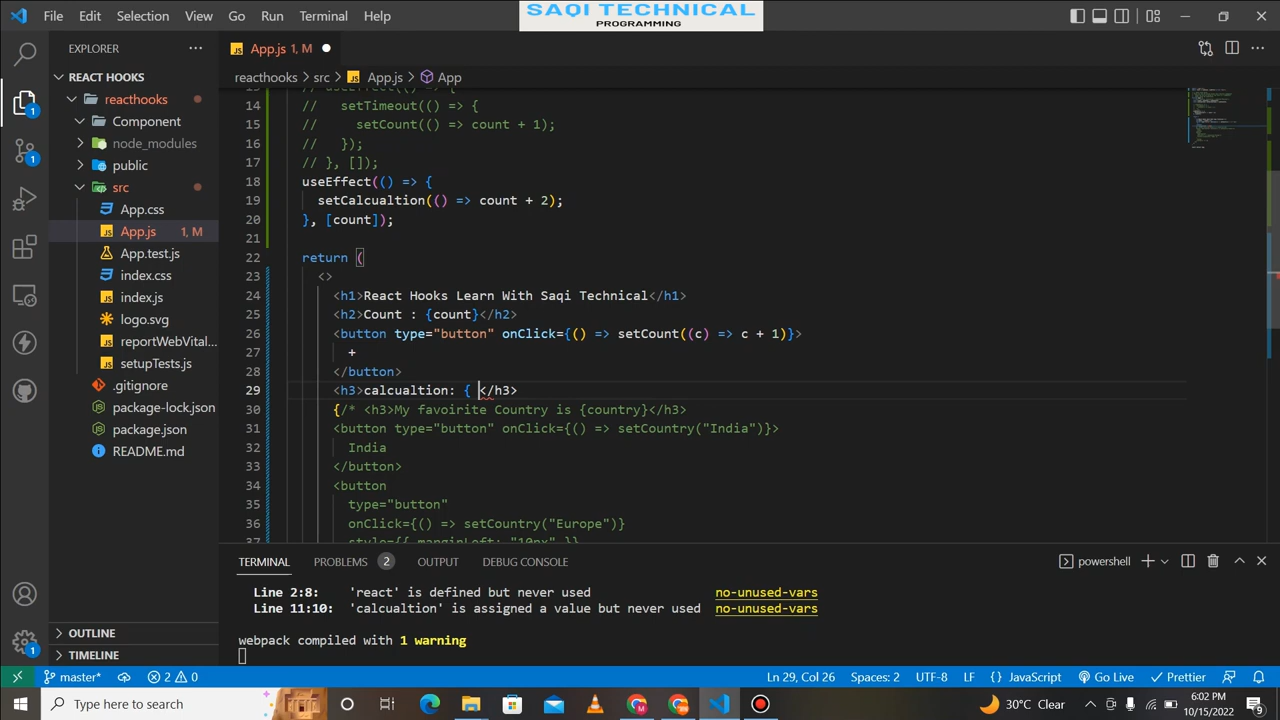 File Edit Selection View Go Run Terminal Help
SAQI TECHNICAL
PROGRAMMING
EXPLORER
App.js 1, M
REACT HOOKS
reacthooks > src > App.js > App
reacthooks
Component
node_modules
public
src
App.css
App.js 1, M
App.test.js
index.css
index.js
logo.svg
reportWebVital...
setupTests.js
.gitignore
package-lock.json
package.json
README.md
OUTLINE
TIMELINE
13 // useEffect(() => {
14 //   setTimeout(() => {
15 //     setCount(() => count + 1);
16 //   });
17 // }, []);
18 useEffect(() => {
19   setCalcualtion(() => count + 2);
20 }, [count]);
21
22 return (
23   <>
24     <h1>React Hooks Learn With Saqi Technical</h1>
25     <h2>Count : {count}</h2>
26     <button type="button" onClick={() => setCount((c) => c + 1)}>
27       +
28     </button>
29     <h3>calcualtion: { </h3>
30     {/* <h3>My favoirite Country is {country}</h3>
31     <button type="button" onClick={() => setCountry("India")}>
32       India
33     </button>
34     <button
35       type="button"
36       onClick={() => setCountry("Europe")}
37       style={{ marginLeft: "10px" }}
TERMINAL PROBLEMS 2 OUTPUT DEBUG CONSOLE powershell
Line 2:8: 'react' is defined but never used no-unused-vars
Line 11:10: 'calcualtion' is assigned a value but never used no-unused-vars
webpack compiled with 1 warning
master* 2 0 Ln 29, Col 26 Spaces: 2 UTF-8 LF {} JavaScript Go Live Prettier
Type here to search 30°C Clear 6:02 PM
10/15/2022